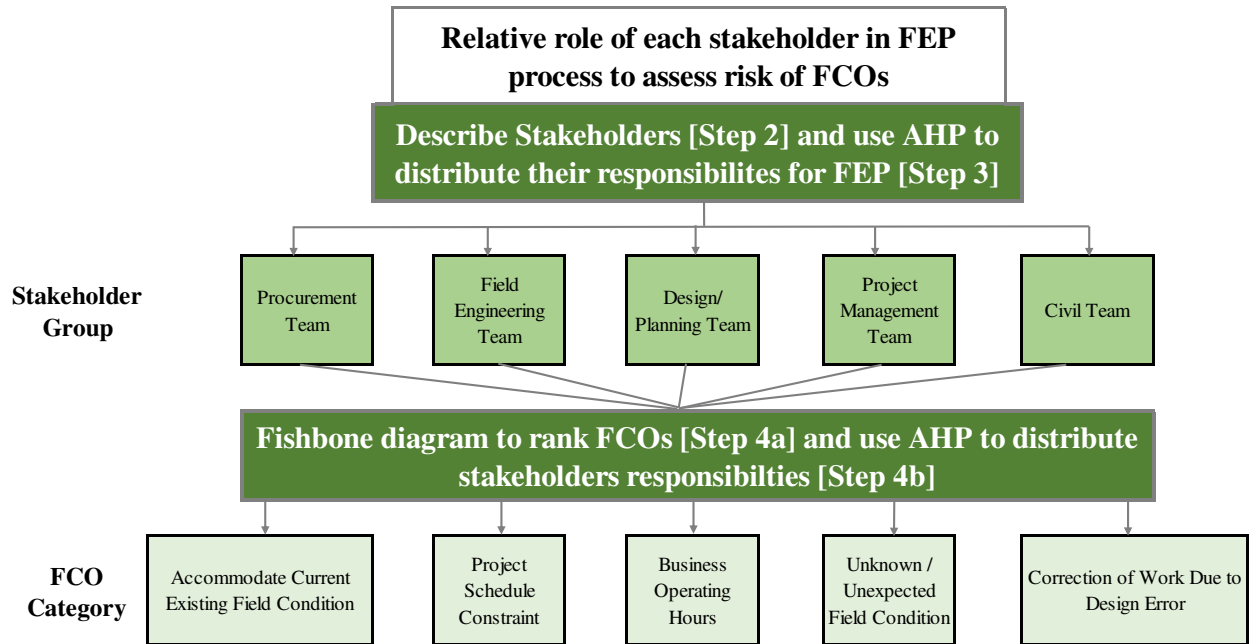 Relative role of each stakeholder in FEP
process to assess risk of FCOs
Describe Stakeholders [Step 2] and use AHP to
distribute their responsibilites for FEP [Step 3]
Stakeholder
Group
Procurement
Team
Field
Engineering
Team
Design/
Planning Team
Project
Management
Team
Civil Team
Fishbone diagram to rank FCOs [Step 4a] and use AHP to distribute
stakeholders responsibilties [Step 4b]
FCO
Category
Accommodate Current
Existing Field Condition
Project
Schedule
Constraint
Business
Operating
Hours
Unknown /
Unexpected
Field Condition
Correction of Work Due to
Design Error